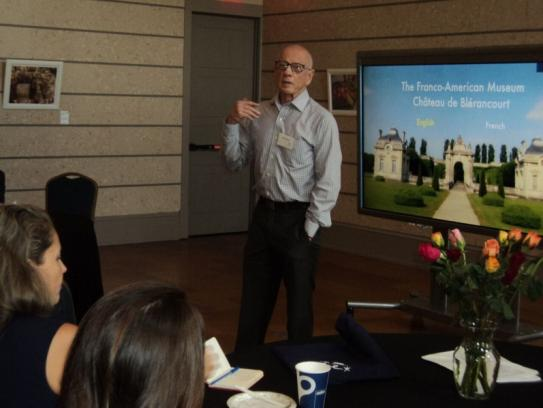 The Franco-American Museum
Château de Blérancourt
English French